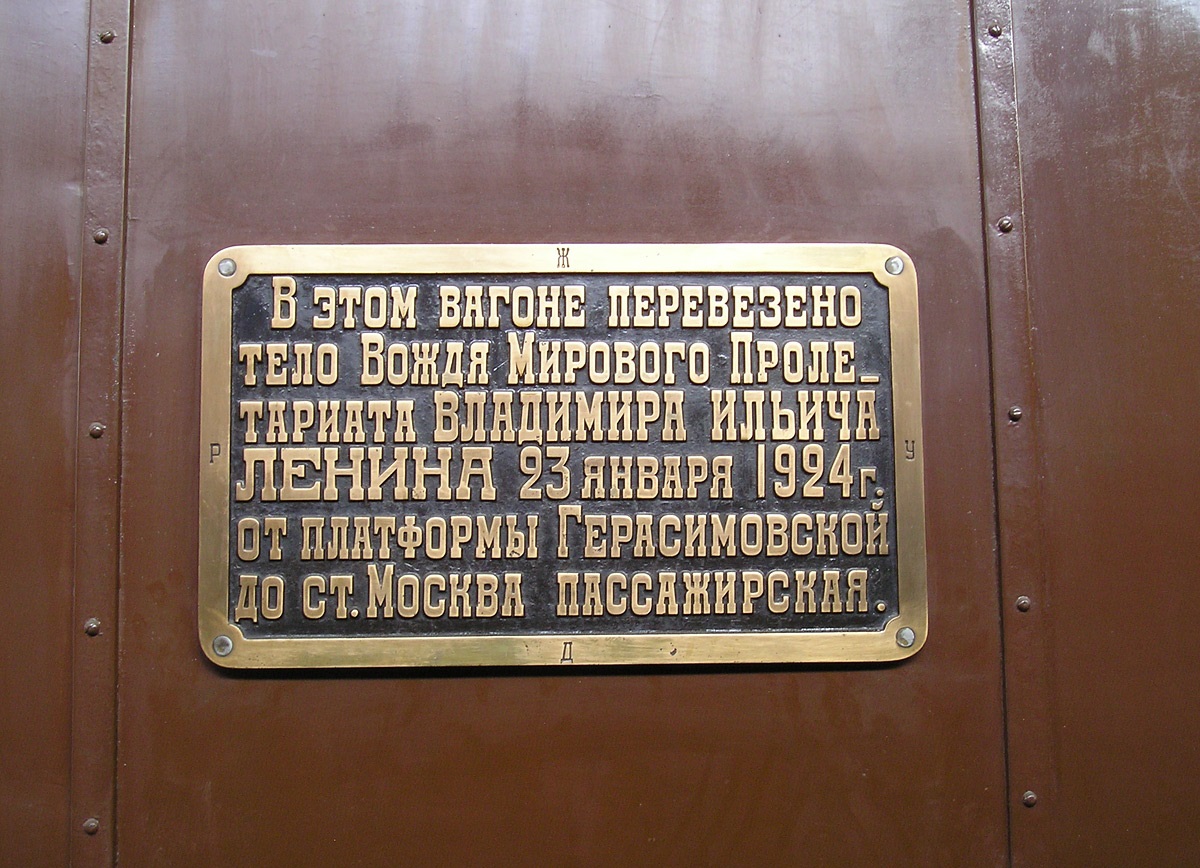 Ж
В ЭТОМ ВАГОНЕ ПЕРЕВЕЗЕНО
ТЕЛО ВОЖДЯ МИРОВОГО ПРОЛЕ-
ТАРИАТА ВЛАДИМИРА ИЛЬИЧА
Р
У
ЛЕНИНА 23 ЯНВАРЯ 1924 г.
ОТ ПЛАТФОРМЫ ГЕРАСИМОВСКОЙ
ДО СТ. МОСКВА ПАССАЖИРСКАЯ.
Д